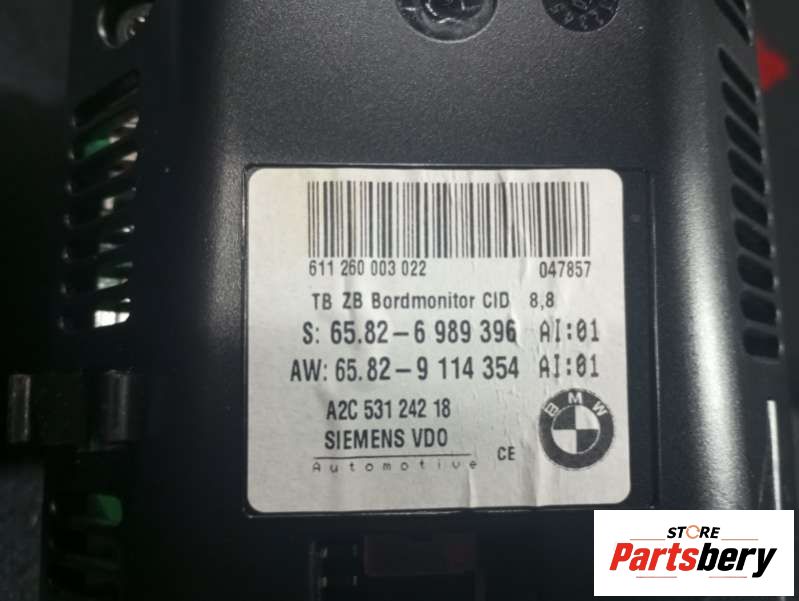 611 260 003 022 047857
TB ZB Bordmonitor CID 8,8
S: 65.82-6 989 396 AI:01
AW: 65.82-9 114 354 AI:01
A2C 531 242 18
SIEMENS VDO
Automotive CE
BMW
STORE
Partsbery